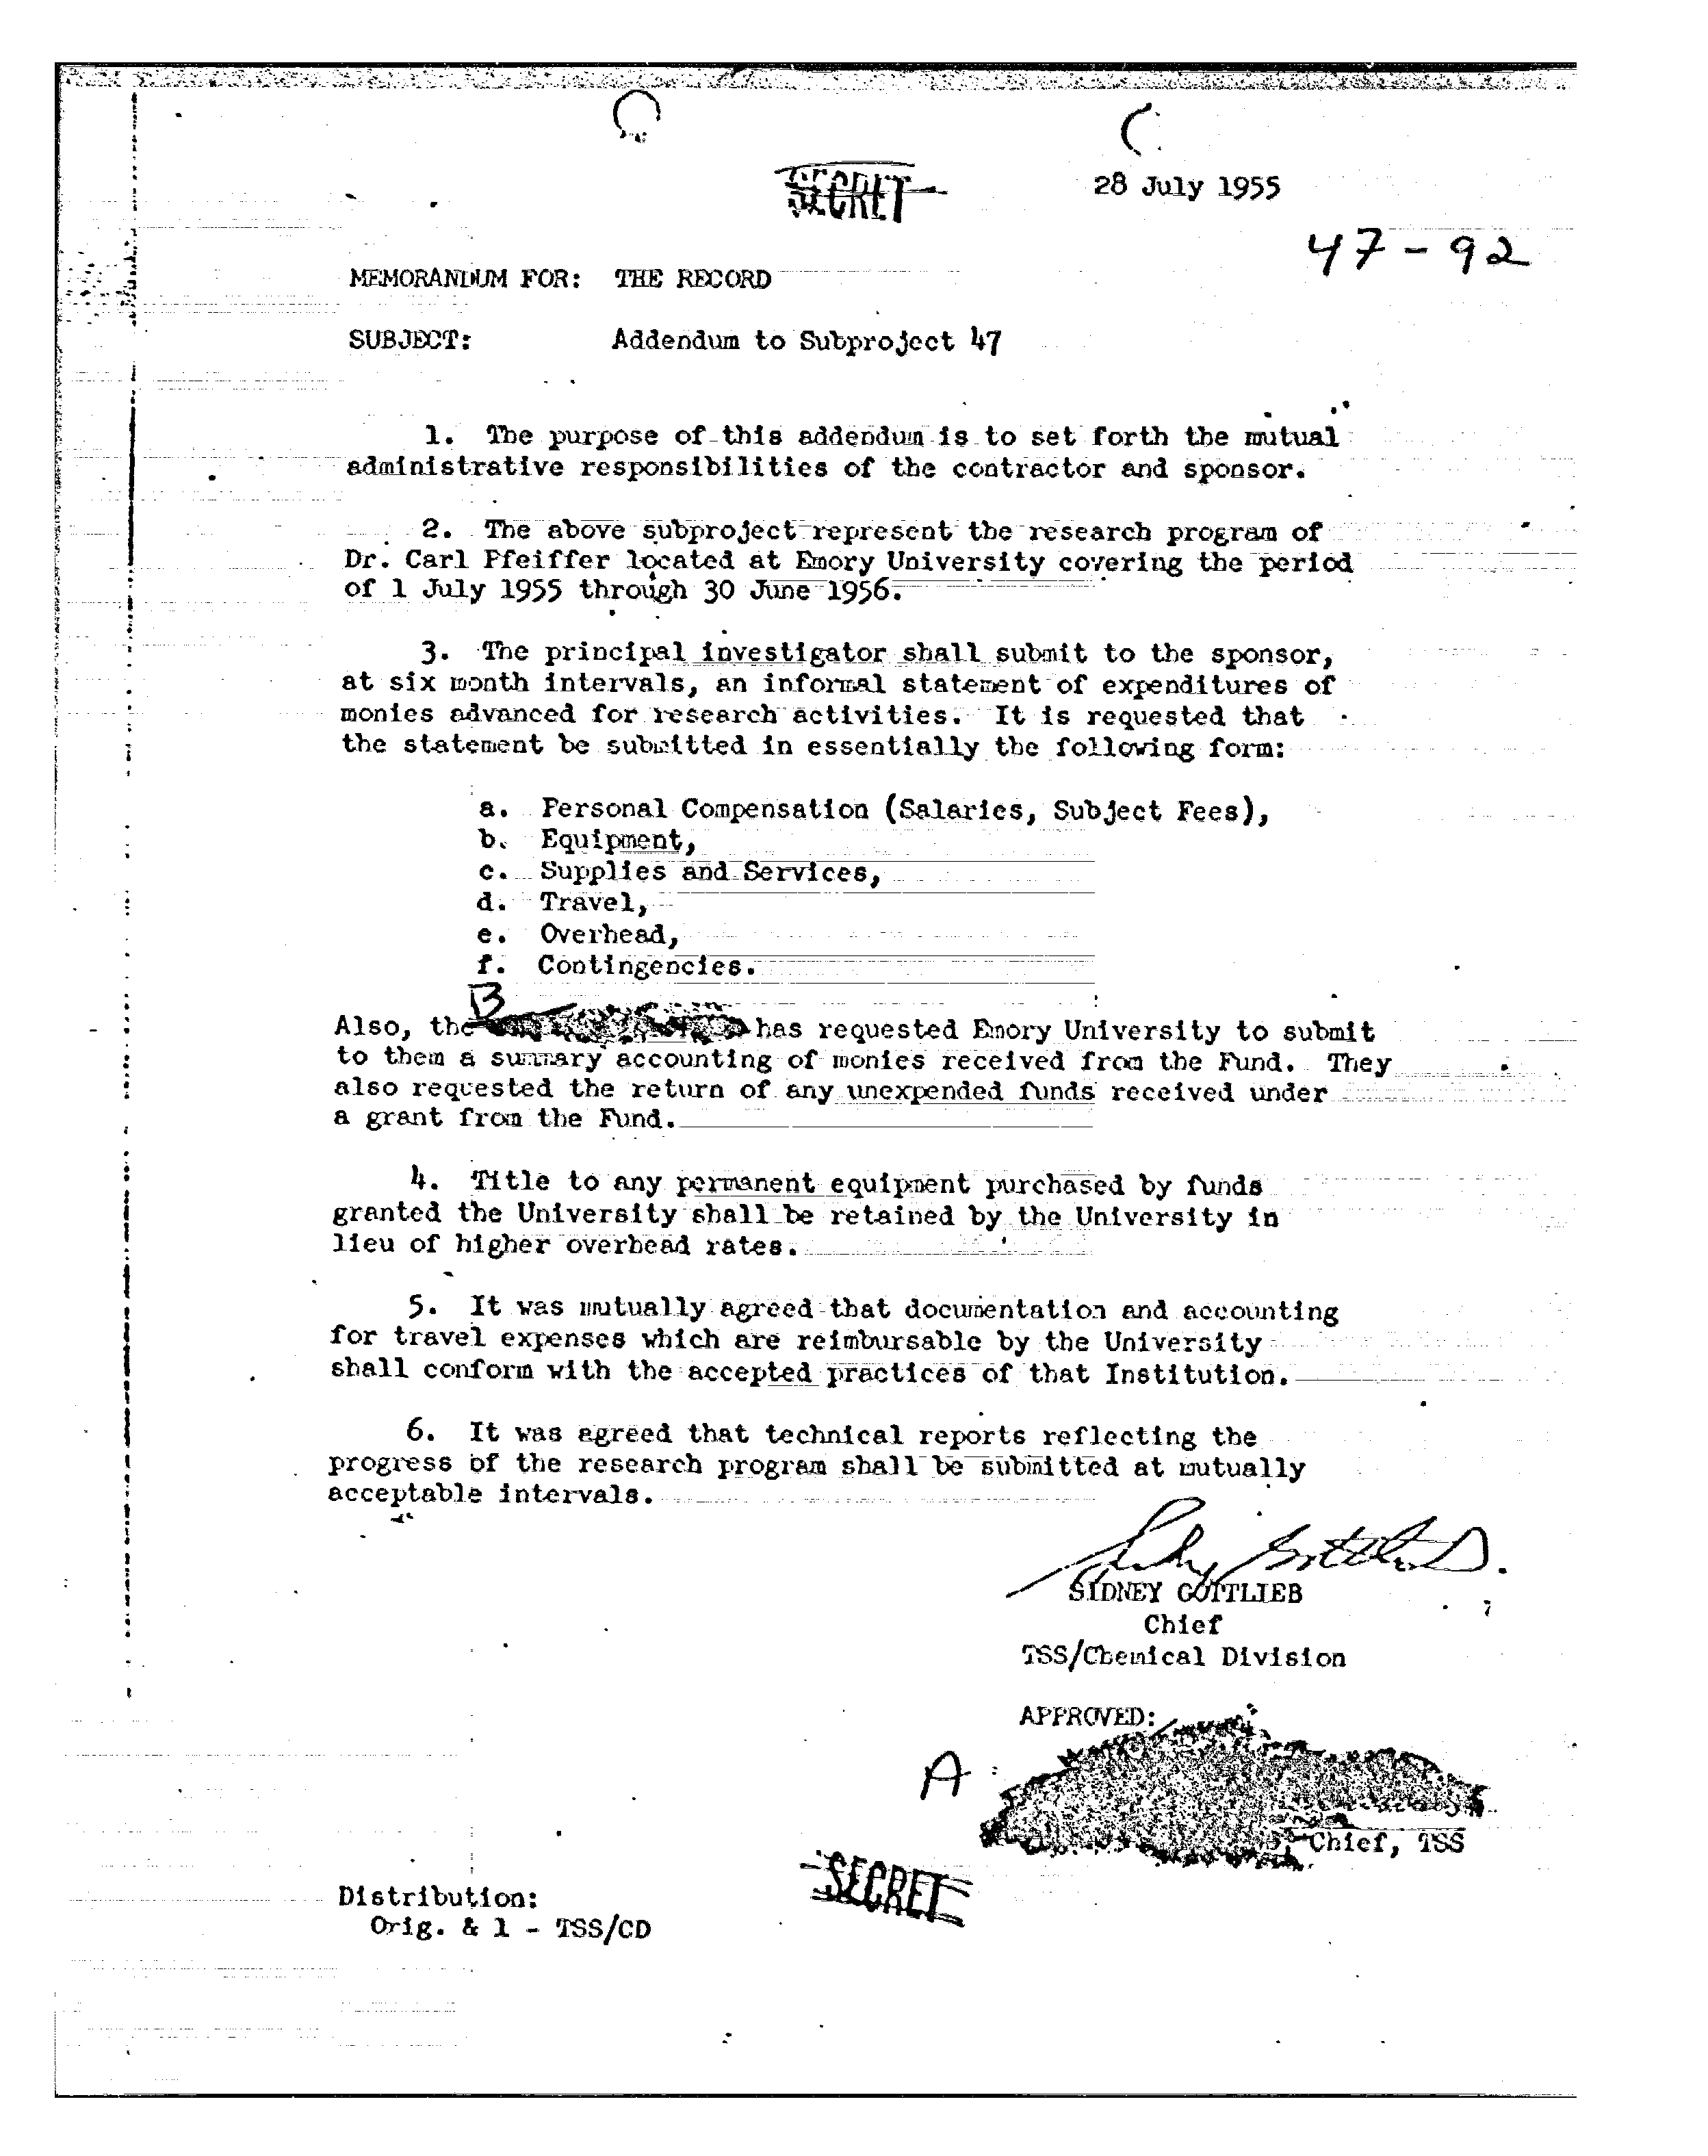 SECRET
28 July 1955
47-92
MEMORANDUM FOR: THE RECORD
SUBJECT: Addendum to Subproject 47
1. The purpose of this addendum is to set forth the mutual
administrative responsibilities of the contractor and sponsor.
2. The above subproject represent the research program of
Dr. Carl Pfeiffer located at Emory University covering the period
of 1 July 1955 through 30 June 1956.
3. The principal investigator shall submit to the sponsor,
at six month intervals, an informal statement of expenditures of
monies advanced for research activities. It is requested that
the statement be submitted in essentially the following form:
a. Personal Compensation (Salaries, Subject Fees),
b. Equipment,
c. Supplies and Services,
d. Travel,
e. Overhead,
f. Contingencies.
B
Also, the has requested Emory University to submit
to them a summary accounting of monies received from the Fund. They
also requested the return of any unexpended funds received under
a grant from the Fund.
4. Title to any permanent equipment purchased by funds
granted the University shall be retained by the University in
lieu of higher overhead rates.
5. It was mutually agreed that documentation and accounting
for travel expenses which are reimbursable by the University
shall conform with the accepted practices of that Institution.
6. It was agreed that technical reports reflecting the
progress of the research program shall be submitted at mutually
acceptable intervals.
SIDNEY GOTTLIEB
Chief
TSS/Chemical Division
APPROVED:
A
Chief, TSS
SECRET
Distribution:
Orig. & 1 - TSS/CD